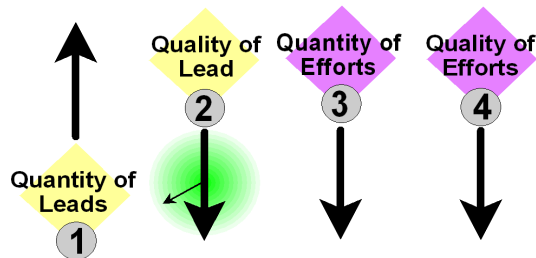 Quantity of
Leads
1
Quality of
Lead
2
Quantity of
Efforts
3
Quality of
Efforts
4